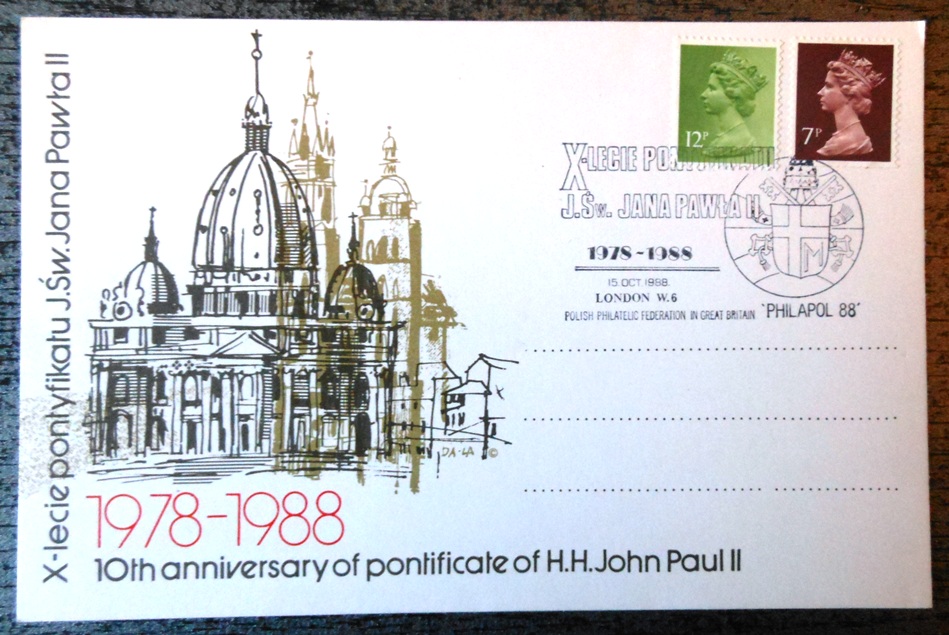 X-lecie pontyfikatu J.Św. Jana Pawła II
12P
7P
X-LECIE
J.Św. JANA PAWŁA II
1978-1988
15 OCT 1988.
LONDON W.6
POLISH PHILATELIC FEDERATION IN GREAT BRITAIN "PHILAPOL 88"
M
DA·LA ©
1978-1988
10th anniversary of pontificate of H.H. John Paul II